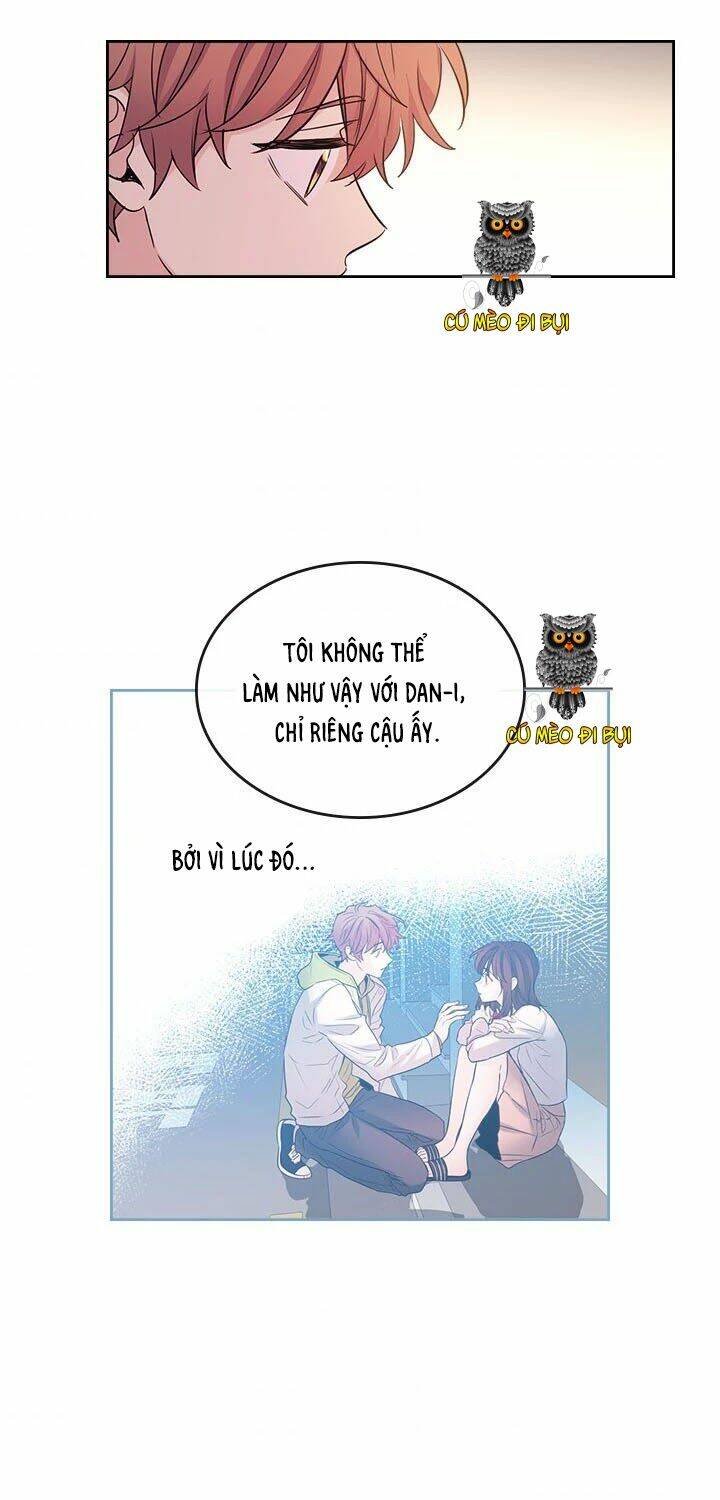 CÚ MÈO ĐI BỤI
TÔI KHÔNG THỂ
LÀM NHƯ VẬY VỚI DAN-I,
CHỈ RIÊNG CẬU ẤY.
CÚ MÈO ĐI BỤI
BỞI VÌ LÚC ĐÓ...